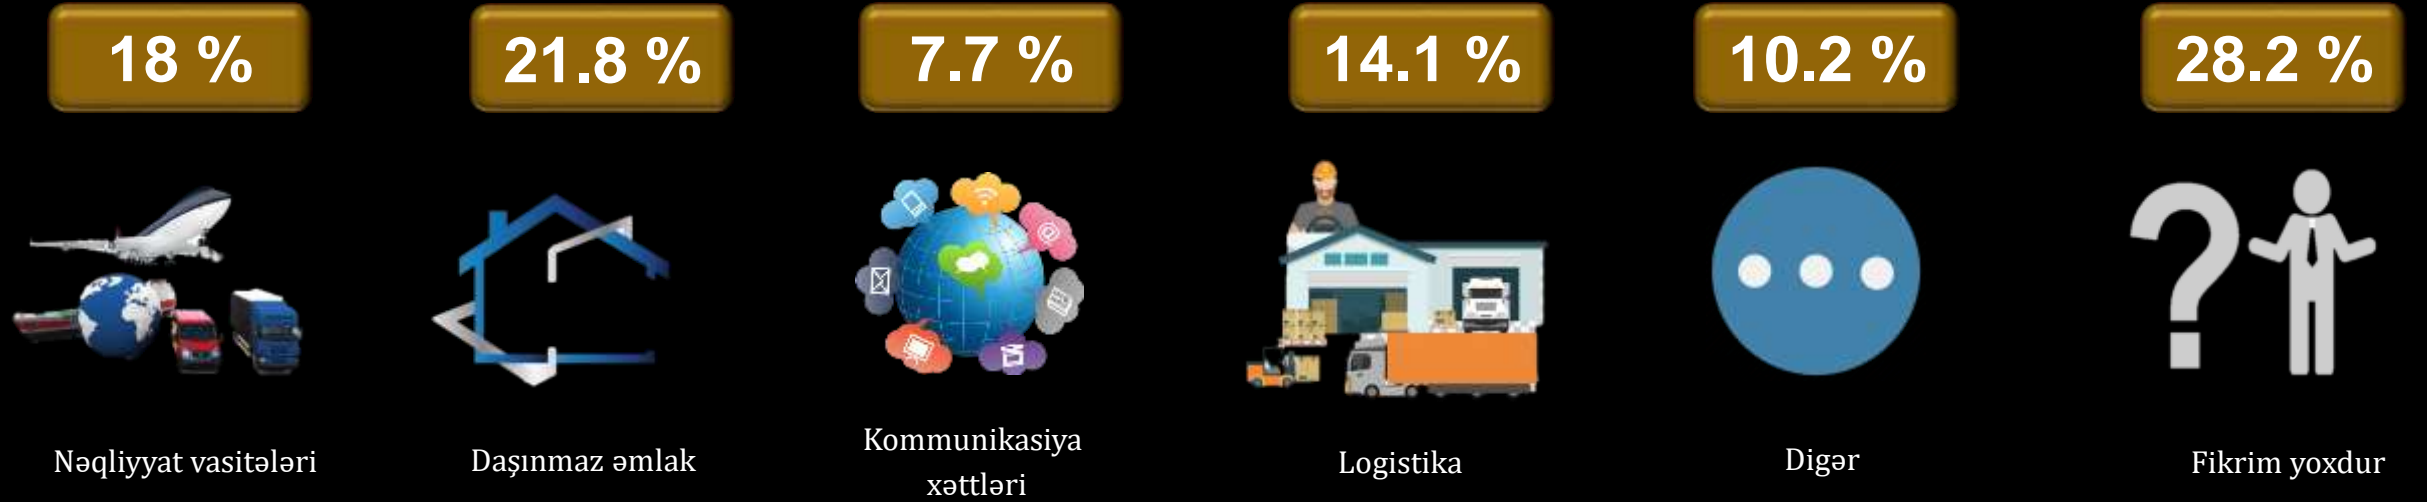 18 %
21.8 %
7.7 %
14.1 %
10.2 %
28.2 %
Nəqliyyat vasitələri
Daşınmaz əmlak
Kommunikasiya
xəttləri
Logistika
Digər
Fikrim yoxdur